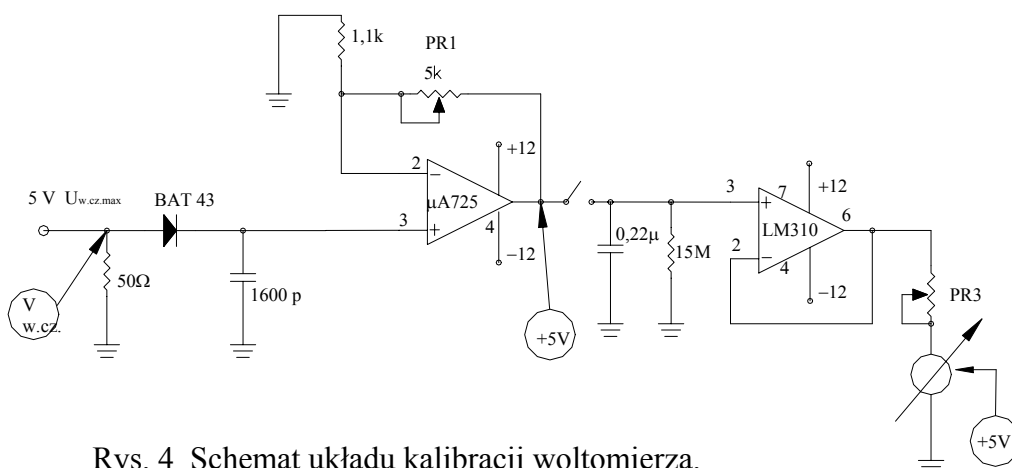 1,1k
PR1
5k
+12
2
−
5 V U w.cz.max
BAT 43
μA725
3
+
4
−12
50Ω
1600 p
V
w.cz.
+5V
0,22μ
15M
3
+
7
+12
6
LM310
2
−
4
−12
PR3
+5V
Rys. 4 Schemat układu kalibracji woltomierza.